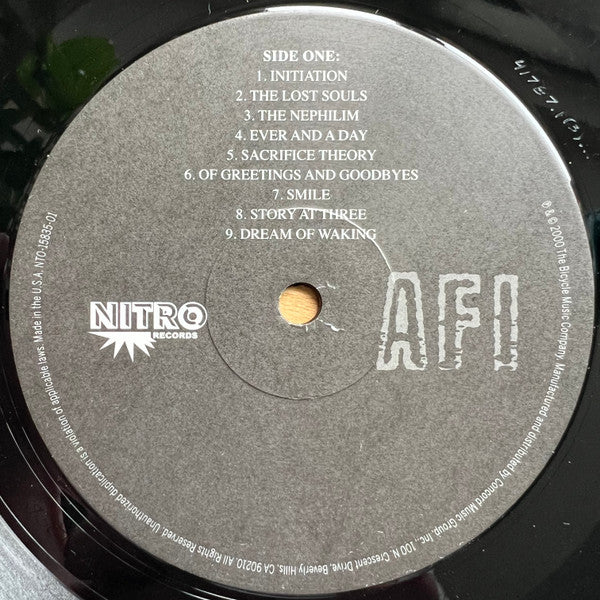 SIDE ONE:
1. INITIATION
2. THE LOST SOULS
3. THE NEPHILIM
4. EVER AND A DAY
5. SACRIFICE THEORY
6. OF GREETINGS AND GOODBYES
7. SMILE
8. STORY AT THREE
9. DREAM OF WAKING
NITRO
RECORDS
AFI
℗ & © 2000 The Bicycle Music Company. Manufactured and distributed by Concord Music Group, Inc., 100 N. Crescent Drive, Beverly Hills, CA 90210. All Rights Reserved. Unauthorized duplication is a violation of applicable laws. Made in the U.S.A. NTO-15835-01
41757.1(3)...